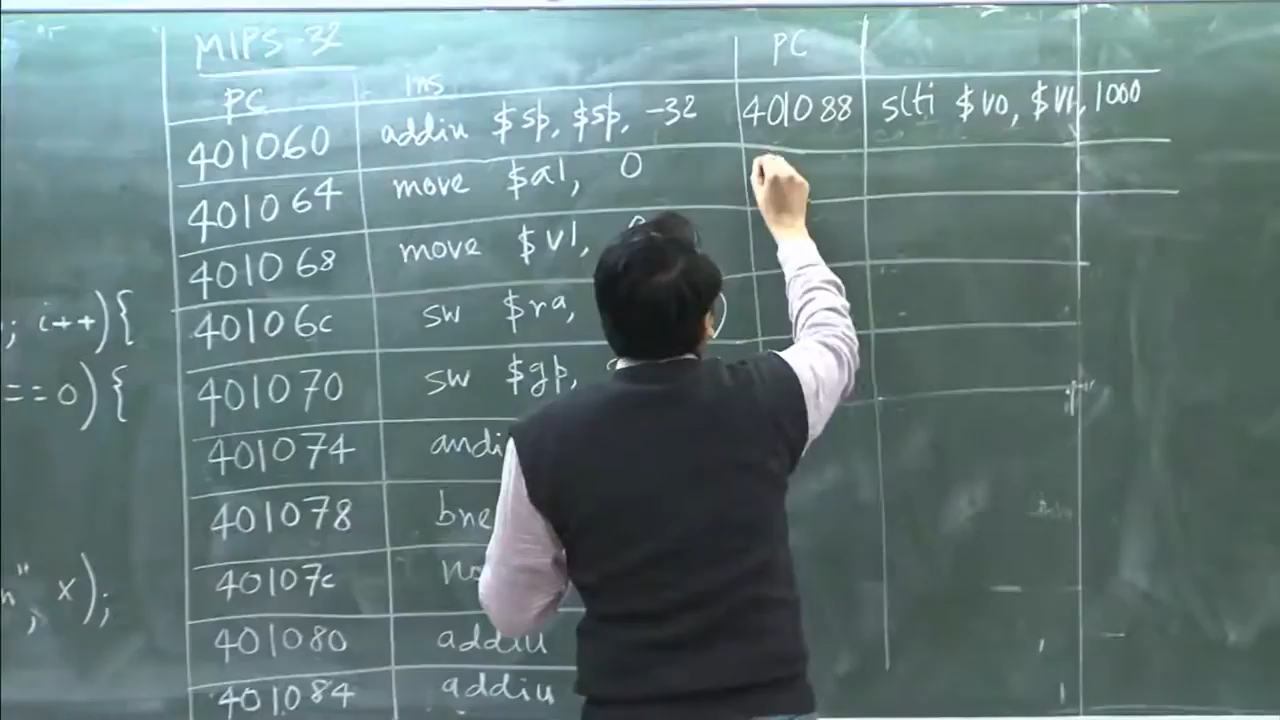 MIPS-32
PC ins PC
401060 addiu $sp, $sp, -32 401088 slti $v0, $v1, 1000
401064 move $a1, 0
401068 move $v1,
40106c sw $ra,
; i++){
401070 sw $gp,
==0){
401074 andi
401078 bne
40107c
" x);
401080 addiu
401084 addiu